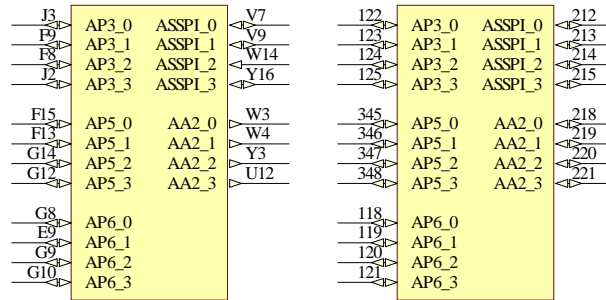 J3 AP3_0 ASSPI_0 V7 122 AP3_0 ASSPI_0 212
F9 AP3_1 ASSPI_1 V9 123 AP3_1 ASSPI_1 213
F8 AP3_2 ASSPI_2 W14 124 AP3_2 ASSPI_2 214
J2 AP3_3 ASSPI_3 Y16 125 AP3_3 ASSPI_3 215
F15 AP5_0 AA2_0 W3 345 AP5_0 AA2_0 218
F13 AP5_1 AA2_1 W4 346 AP5_1 AA2_1 219
G14 AP5_2 AA2_2 Y3 347 AP5_2 AA2_2 220
G12 AP5_3 AA2_3 U12 348 AP5_3 AA2_3 221
G8 AP6_0 118 AP6_0
E9 AP6_1 119 AP6_1
G9 AP6_2 120 AP6_2
G10 AP6_3 121 AP6_3